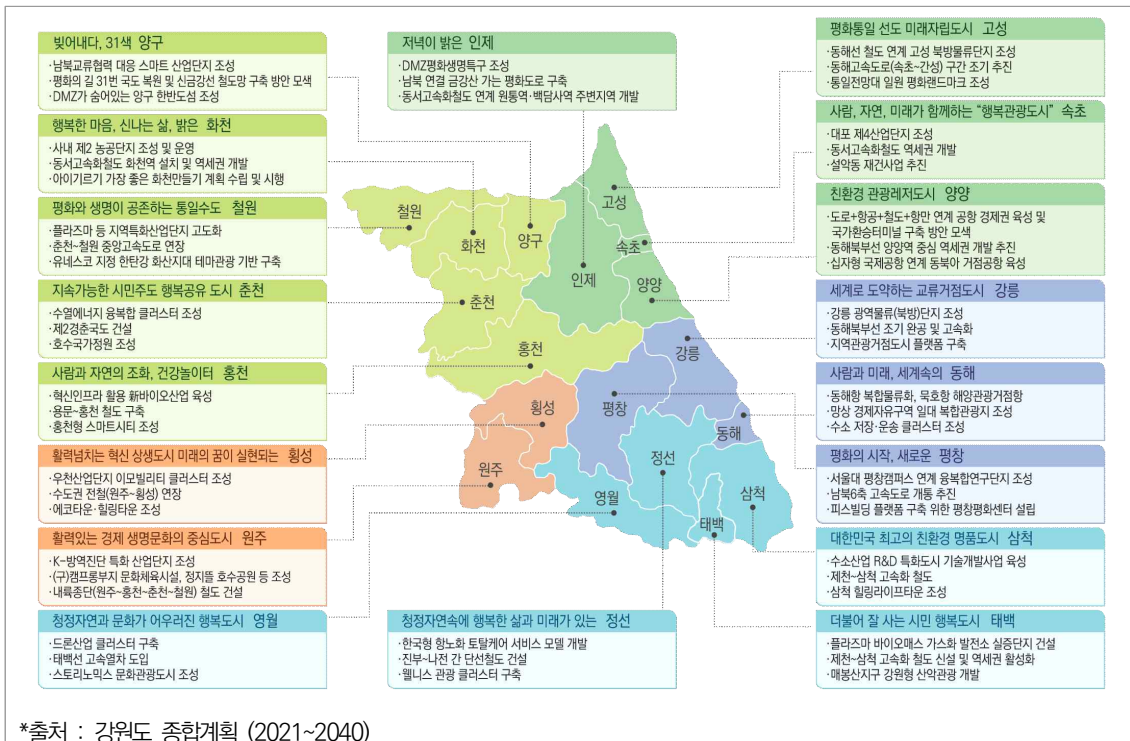 빚어내다, 31색 양구
·남북교류협력 대응 스마트 산업단지 조성
·평화의 길 31번 국도 복원 및 신금강선 철도망 구축 방안 모색
·DMZ가 숨어있는 양구 한반도섬 조성
행복한 마음, 신나는 삶, 밝은 화천
·사내 제2 농공단지 조성 및 운영
·동서고속화철도 화천역 설치 및 역세권 개발
·아이기르기 가장 좋은 화천만들기 계획 수립 및 시행
평화와 생명이 공존하는 통일수도 철원
·플라즈마 등 지역특화산업단지 고도화
·춘천~철원 중앙고속도로 연장
·유네스코 지정 한탄강 화산지대 테마관광 기반 구축
지속가능한 시민주도 행복공유 도시 춘천
·수열에너지 융복합 클러스터 조성
·제2경춘국도 건설
·호수국가정원 조성
사람과 자연의 조화, 건강놀이터 홍천
·혁신인프라 활용 新바이오산업 육성
·용문~홍천 철도 구축
·홍천형 스마트시티 조성
활력넘치는 혁신 상생도시 미래의 꿈이 실현되는 횡성
·우천산업단지 이모빌리티 클러스터 조성
·수도권 전철(원주~횡성) 연장
·에코타운·힐링타운 조성
활력있는 경제 생명문화의 중심도시 원주
·K-방역진단 특화 산업단지 조성
·(구)캠프롱부지 문화체육시설, 정지뜰 호수공원 등 조성
·내륙종단(원주~홍천~춘천~철원) 철도 건설
청정자연과 문화가 어우러진 행복도시 영월
·드론산업 클러스터 구축
·태백선 고속열차 도입
·스토리노믹스 문화관광도시 조성
저녁이 밝은 인제
·DMZ평화생명특구 조성
·남북 연결 금강산 가는 평화도로 구축
·동서고속화철도 연계 원통역·백담사역 주변지역 개발
철원
화천
양구
고성
속초
인제
양양
춘천
홍천
강릉
횡성
평창
동해
원주
정선
영월
삼척
태백
청정자연속에 행복한 삶과 미래가 있는 정선
·한국형 항노화 토탈케어 서비스 모델 개발
·진부~나전 간 단선철도 건설
·웰니스 관광 클러스터 구축
평화통일 선도 미래자립도시 고성
·동해선 철도 연계 고성 북방물류단지 조성
·동해고속도로(속초~간성) 구간 조기 추진
·통일전망대 일원 평화랜드마크 조성
사람, 자연, 미래가 함께하는 "행복관광도시" 속초
·대포 제4산업단지 조성
·동서고속화철도 역세권 개발
·설악동 재건사업 추진
친환경 관광레저도시 양양
·도로+항공+철도+항만 연계 공항 경제권 육성 및
국가환승터미널 구축 방안 모색
·동해북부선 양양역 중심 역세권 개발 추진
·십자형 국제공항 연계 동북아 거점공항 육성
세계로 도약하는 교류거점도시 강릉
·강릉 광역물류(북방)단지 조성
·동해북부선 조기 완공 및 고속화
·지역관광거점도시 플랫폼 구축
사람과 미래, 세계속의 동해
·동해항 복합물류화, 묵호항 해양관광거점항
·망상 경제자유구역 일대 복합관광지 조성
·수소 저장·운송 클러스터 조성
평화의 시작, 새로운 평창
·서울대 평창캠퍼스 연계 융복합연구단지 조성
·남북6축 고속도로 개통 추진
·피스빌딩 플랫폼 구축 위한 평창평화센터 설립
대한민국 최고의 친환경 명품도시 삼척
·수소산업 R&D 특화도시 기술개발사업 육성
·제천~삼척 고속화 철도
·삼척 힐링라이프타운 조성
더불어 잘 사는 시민 행복도시 태백
·플라즈마 바이오매스 가스화 발전소 실증단지 건설
·제천~삼척 고속화 철도 신설 및 역세권 활성화
·매봉산지구 강원형 산악관광 개발
*출처 : 강원도 종합계획 (2021~2040)